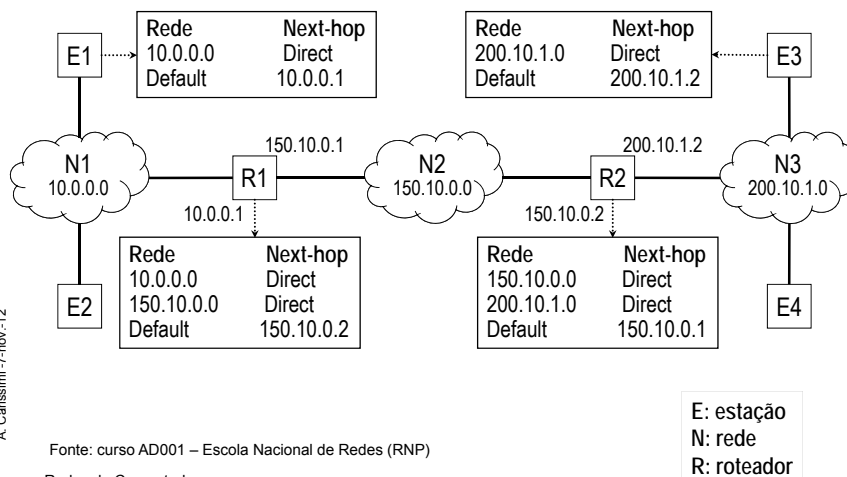 Rede Next-hop
10.0.0.0 Direct
Default 10.0.0.1
Rede Next-hop
200.10.1.0 Direct
Default 200.10.1.2
E1
E3
150.10.0.1
200.10.1.2
N1
10.0.0.0
R1
N2
150.10.0.0
R2
N3
200.10.1.0
10.0.0.1
150.10.0.2
Rede Next-hop
10.0.0.0 Direct
150.10.0.0 Direct
Default 150.10.0.2
Rede Next-hop
150.10.0.0 Direct
200.10.1.0 Direct
Default 150.10.0.1
E2
E4
A. Carissimi -7-nov.-12
E: estação
N: rede
R: roteador
Fonte: curso AD001 – Escola Nacional de Redes (RNP)